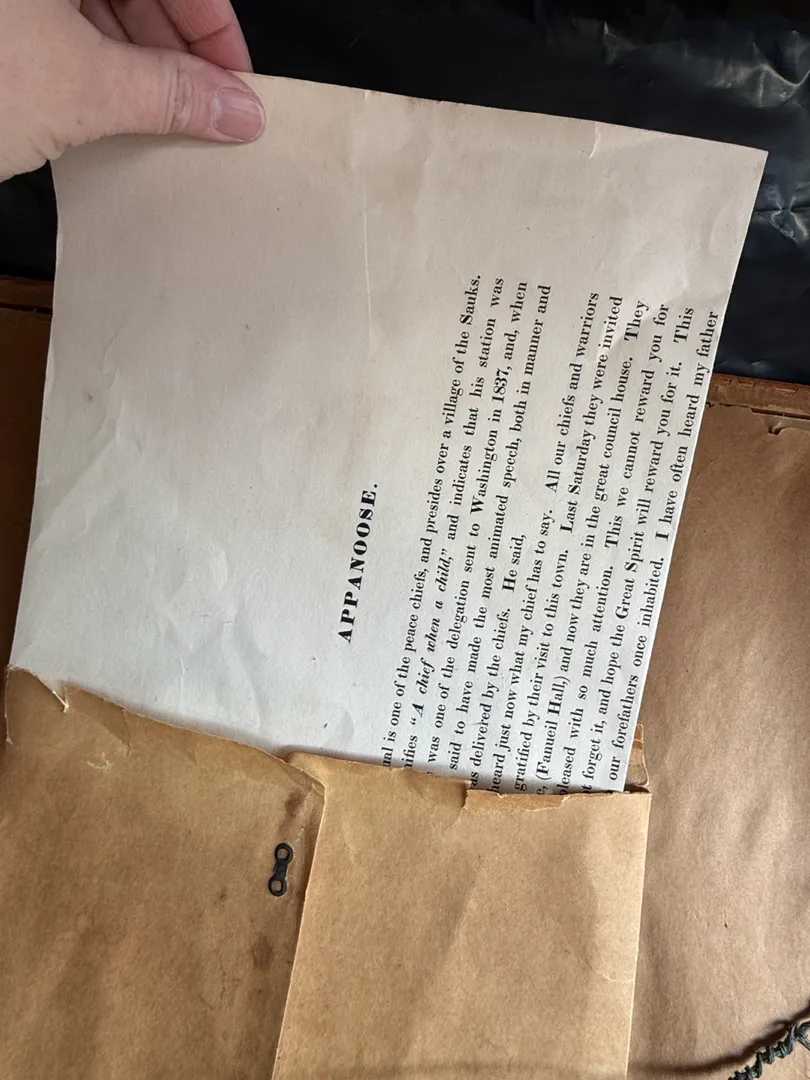 APPANOOSE.
is one of the peace chiefs, and presides over a village of the Sauks.
"A chief when a child," and indicates that his station was
was one of the delegation sent to Washington in 1837, and, when
said to have made the most animated speech, both in manner and
as delivered by the chiefs. He said,
heard just now what my chief has to say. All our chiefs and warriors
gratified by their visit to this town. Last Saturday they were invited
(Faneuil Hall,) and now they are in the great council house. They
pleased with so much attention. This we cannot reward you for
forget it, and hope the Great Spirit will reward you for it. This
our forefathers once inhabited. I have often heard my father